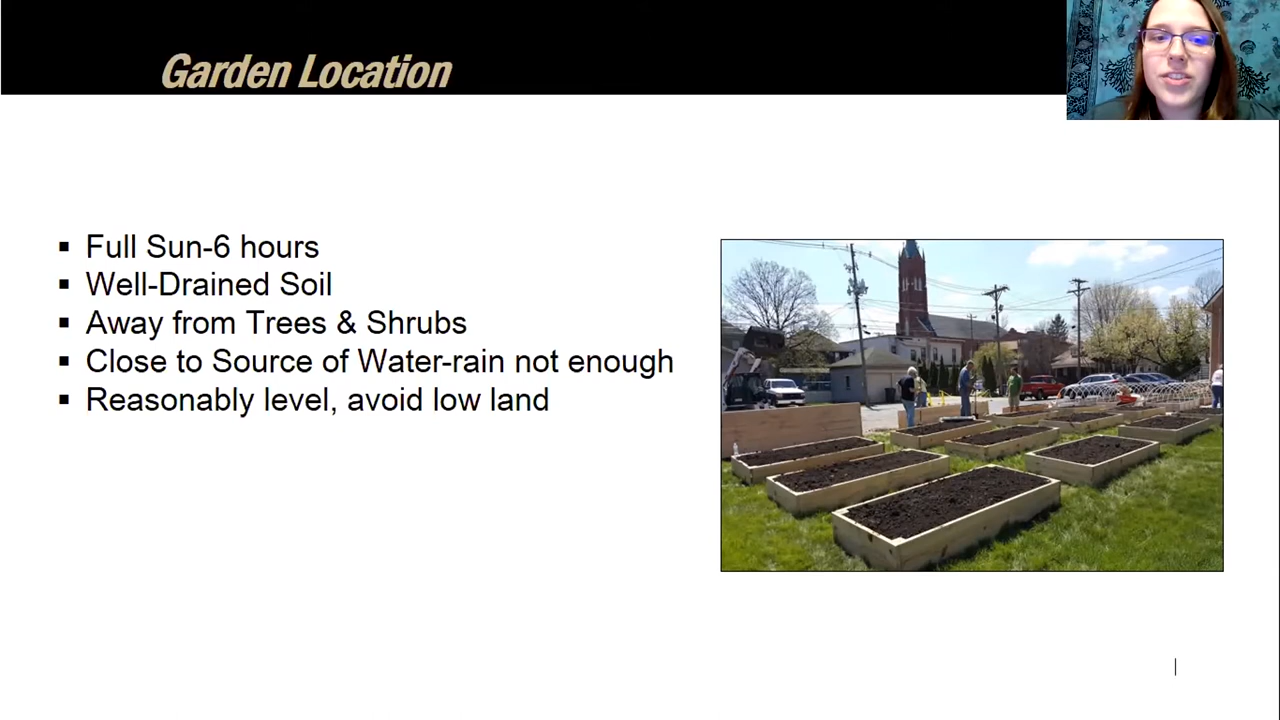 Garden Location
▪ Full Sun-6 hours
▪ Well-Drained Soil
▪ Away from Trees & Shrubs
▪ Close to Source of Water-rain not enough
▪ Reasonably level, avoid low land